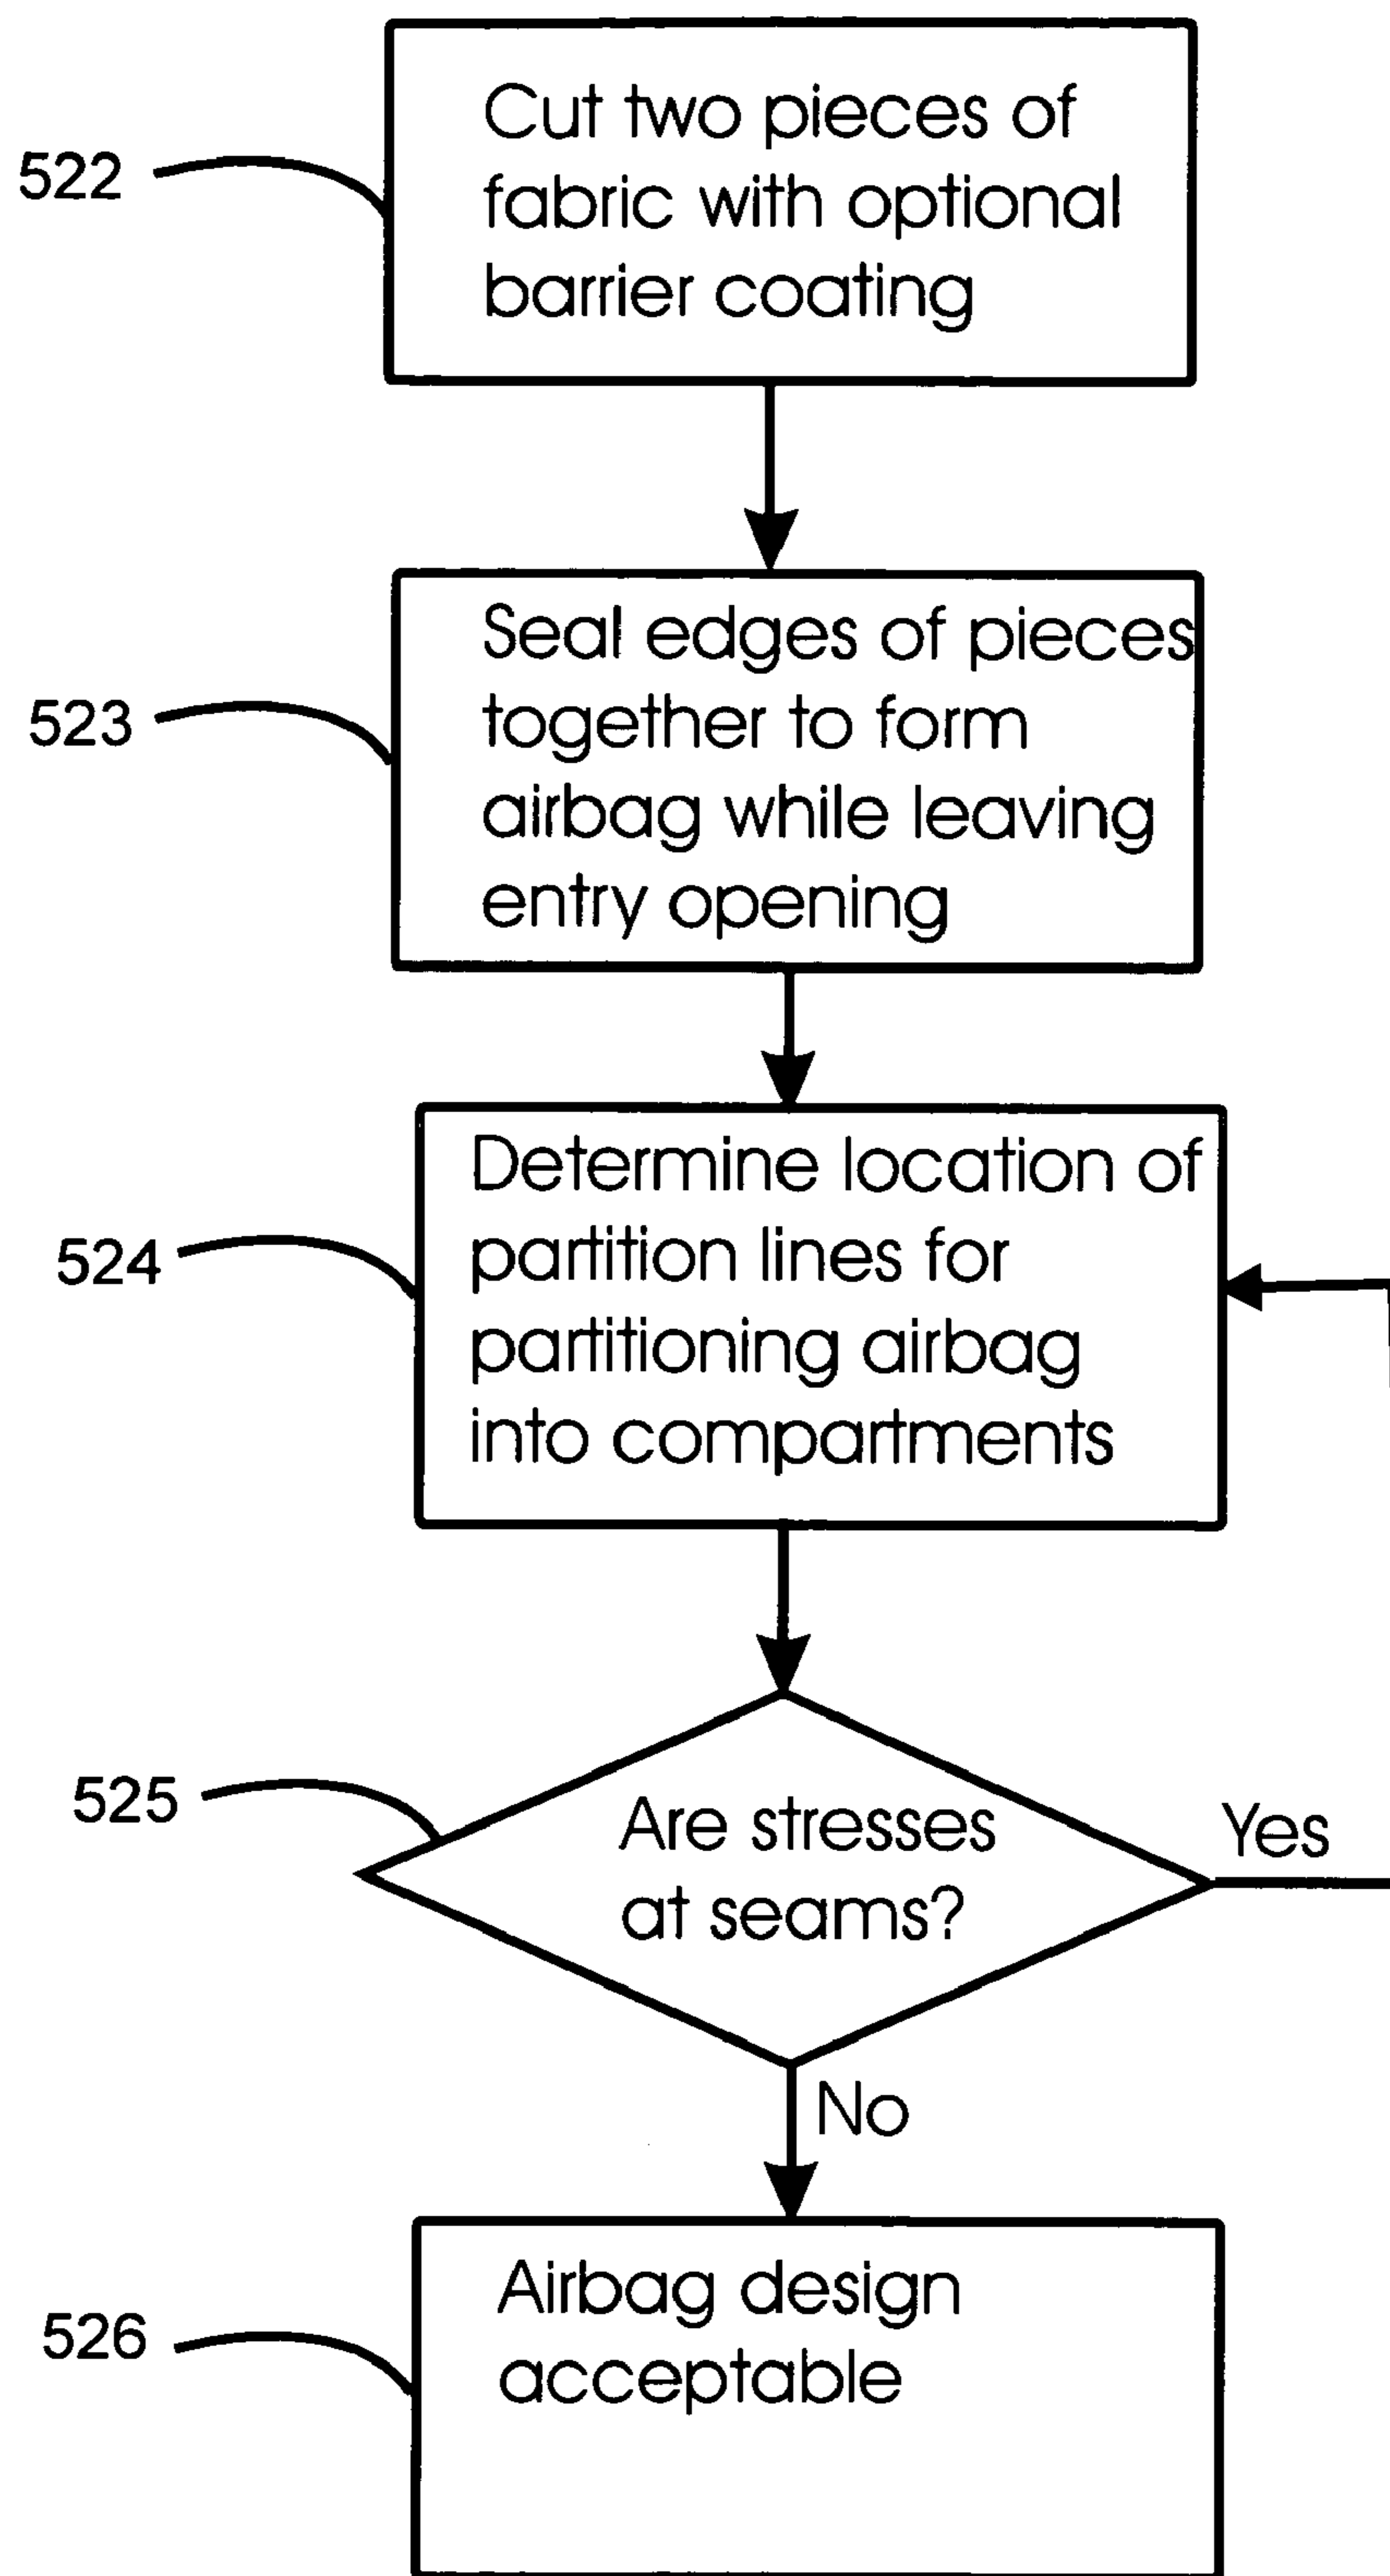 Cut two pieces of
fabric with optional
barrier coating
522
Seal edges of pieces
together to form
airbag while leaving
entry opening
523
Determine location of
partition lines for
partitioning airbag
into compartments
524
Are stresses
at seams?
525
Yes
No
Airbag design
acceptable
526